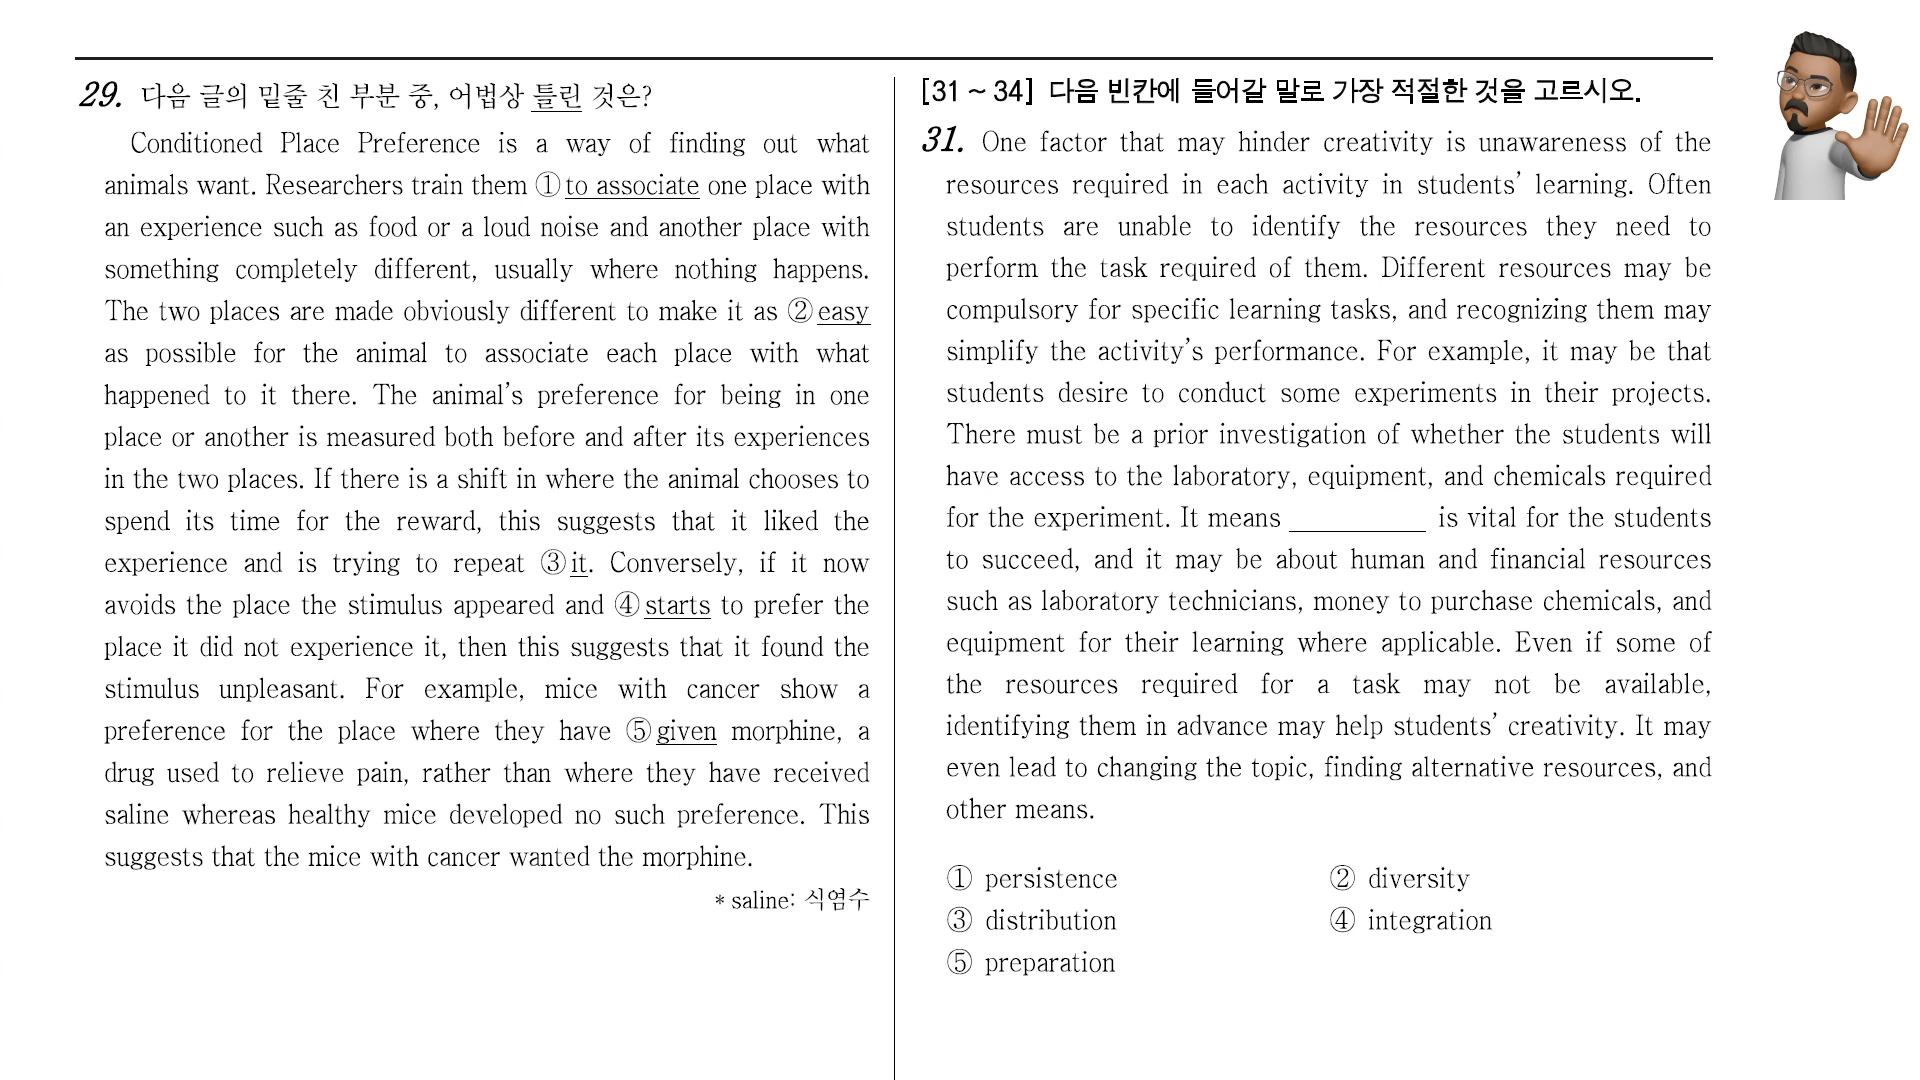 29. 다음 글의 밑줄 친 부분 중, 어법상 틀린 것은?
Conditioned Place Preference is a way of finding out what
animals want. Researchers train them ① to associate one place with
an experience such as food or a loud noise and another place with
something completely different, usually where nothing happens.
The two places are made obviously different to make it as ② easy
as possible for the animal to associate each place with what
happened to it there. The animal's preference for being in one
place or another is measured both before and after its experiences
in the two places. If there is a shift in where the animal chooses to
spend its time for the reward, this suggests that it liked the
experience and is trying to repeat ③ it. Conversely, if it now
avoids the place the stimulus appeared and ④ starts to prefer the
place it did not experience it, then this suggests that it found the
stimulus unpleasant. For example, mice with cancer show a
preference for the place where they have ⑤ given morphine, a
drug used to relieve pain, rather than where they have received
saline whereas healthy mice developed no such preference. This
suggests that the mice with cancer wanted the morphine.
* saline: 식염수
[31 ~ 34] 다음 빈칸에 들어갈 말로 가장 적절한 것을 고르시오.
31. One factor that may hinder creativity is unawareness of the
resources required in each activity in students' learning. Often
students are unable to identify the resources they need to
perform the task required of them. Different resources may be
compulsory for specific learning tasks, and recognizing them may
simplify the activity's performance. For example, it may be that
students desire to conduct some experiments in their projects.
There must be a prior investigation of whether the students will
have access to the laboratory, equipment, and chemicals required
for the experiment. It means __________ is vital for the students
to succeed, and it may be about human and financial resources
such as laboratory technicians, money to purchase chemicals, and
equipment for their learning where applicable. Even if some of
the resources required for a task may not be available,
identifying them in advance may help students' creativity. It may
even lead to changing the topic, finding alternative resources, and
other means.
① persistence ② diversity
③ distribution ④ integration
⑤ preparation